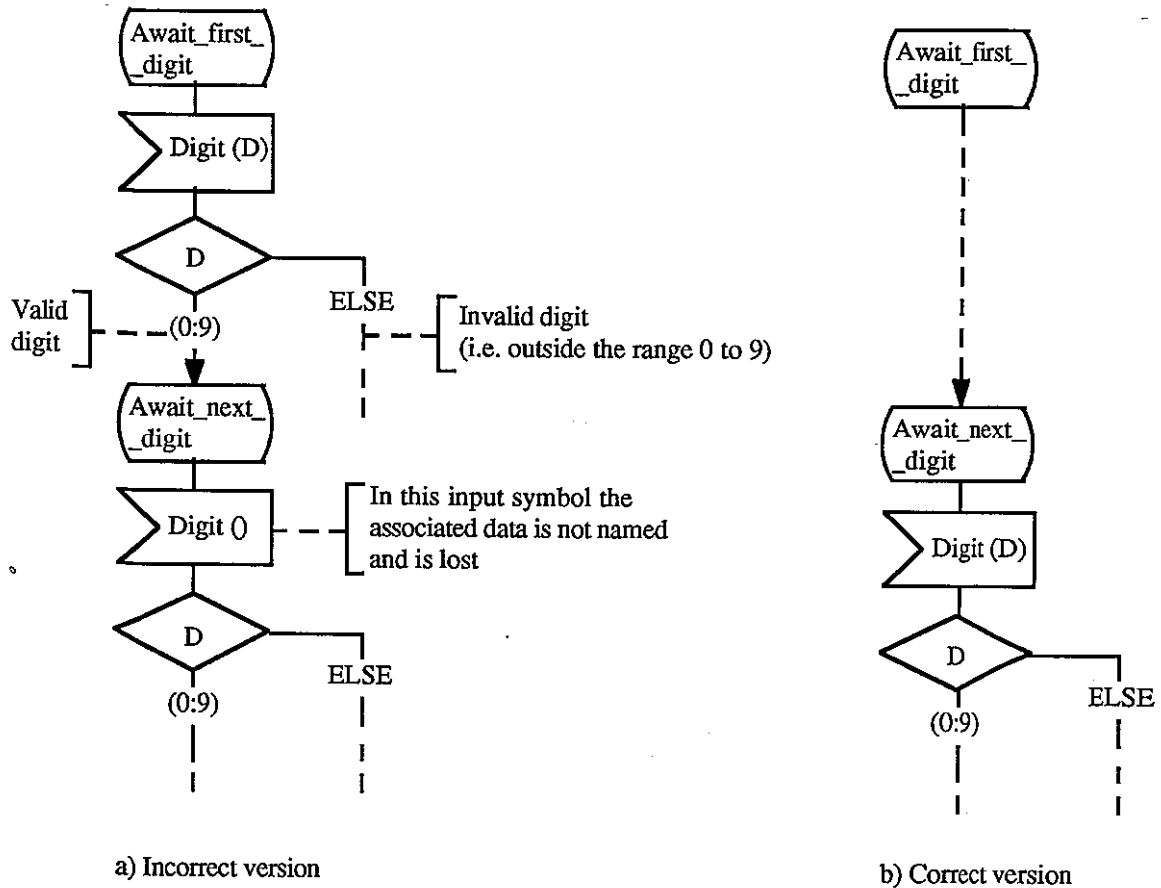 Await_first_
_digit
Digit (D)
D
ELSE
Valid
digit
(0:9)
Invalid digit
(i.e. outside the range 0 to 9)
Await_next_
_digit
Digit ()
In this input symbol the
associated data is not named
and is lost
D
ELSE
(0:9)
a) Incorrect version
Await_first_
_digit
Await_next_
_digit
Digit (D)
D
ELSE
(0:9)
b) Correct version